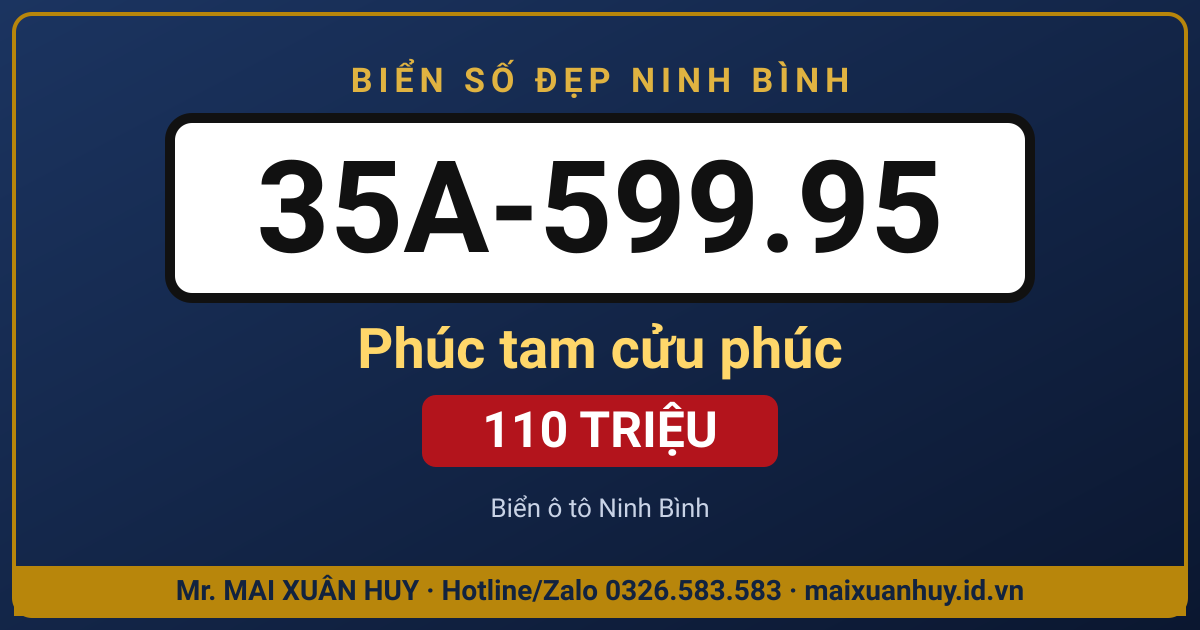 BIỂN SỐ ĐẸP NINH BÌNH
35A-599.95
Phúc tam cửu phúc
110 TRIỆU
Biển ô tô Ninh Bình
Mr. MAI XUÂN HUY · Hotline/Zalo 0326.583.583 · maixuanhuy.id.vn